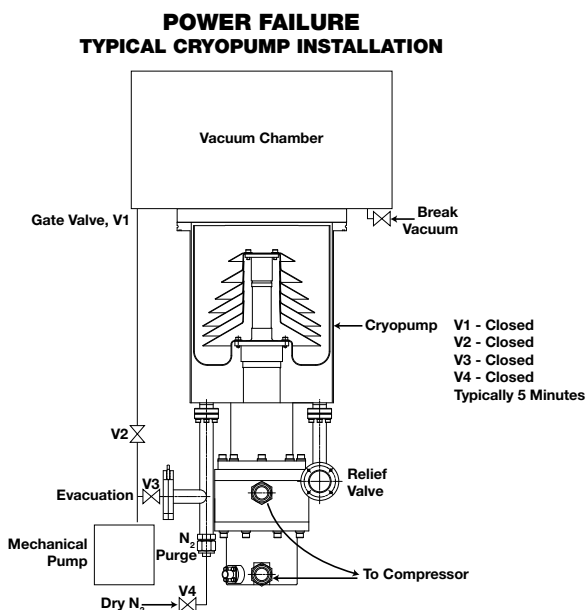 POWER FAILURE
TYPICAL CRYOPUMP INSTALLATION
Vacuum Chamber
Gate Valve, V1
Break
Vacuum
Cryopump
V1 - Closed
V2 - Closed
V3 - Closed
V4 - Closed
Typically 5 Minutes
V2
V3
Evacuation
Relief
Valve
Mechanical
Pump
N2
Purge
To Compressor
V4
Dry N2